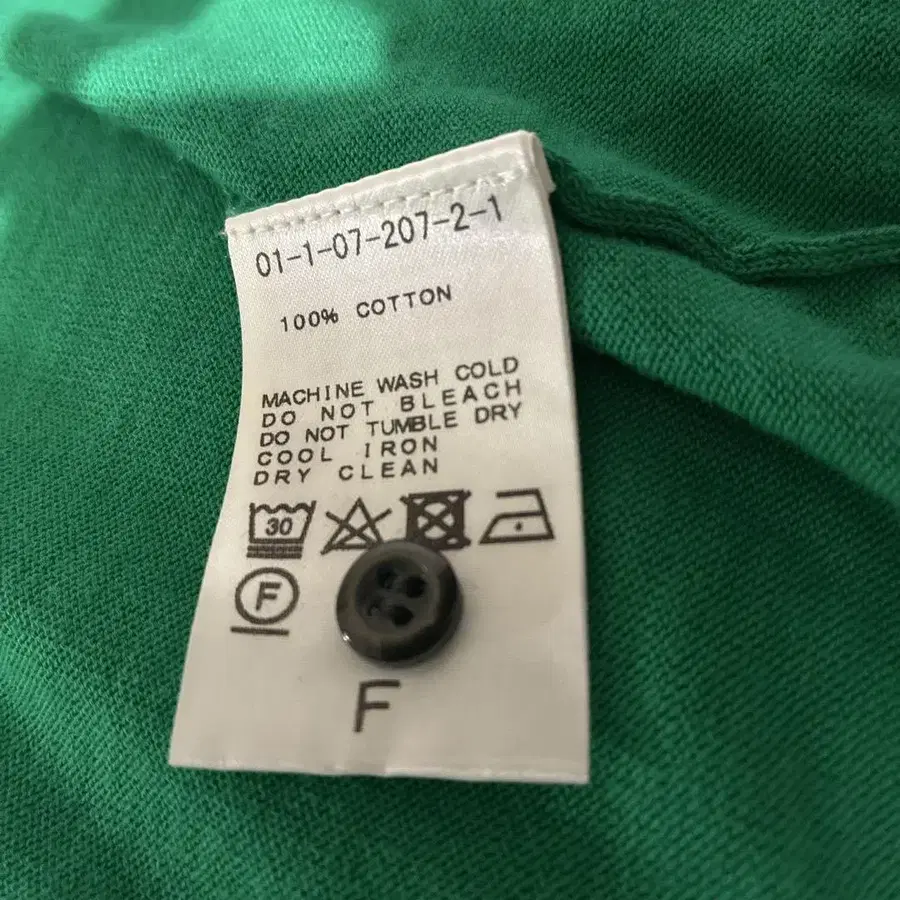 01-1-07-207-2-1
100% COTTON
MACHINE WASH COLD
DO NOT BLEACH
DO NOT TUMBLE DRY
COOL IRON
DRY CLEAN
30
F
F